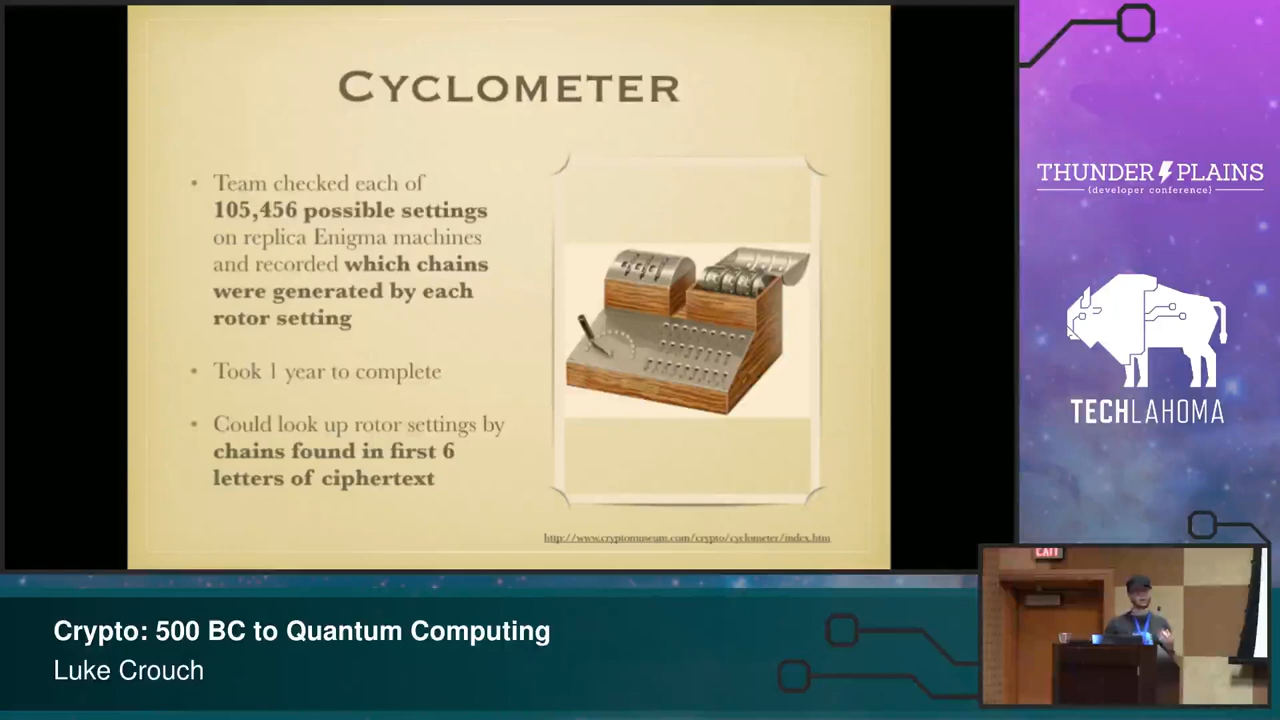 CYCLOMETER
• Team checked each of
105,456 possible settings
on replica Enigma machines
and recorded which chains
were generated by each
rotor setting
• Took 1 year to complete
• Could look up rotor settings by
chains found in first 6
letters of ciphertext
http://www.cryptomuseum.com/crypto/cyclometer/index.htm
THUNDER PLAINS
{developer conference}
TECHLAHOMA
EXIT
Crypto: 500 BC to Quantum Computing
Luke Crouch